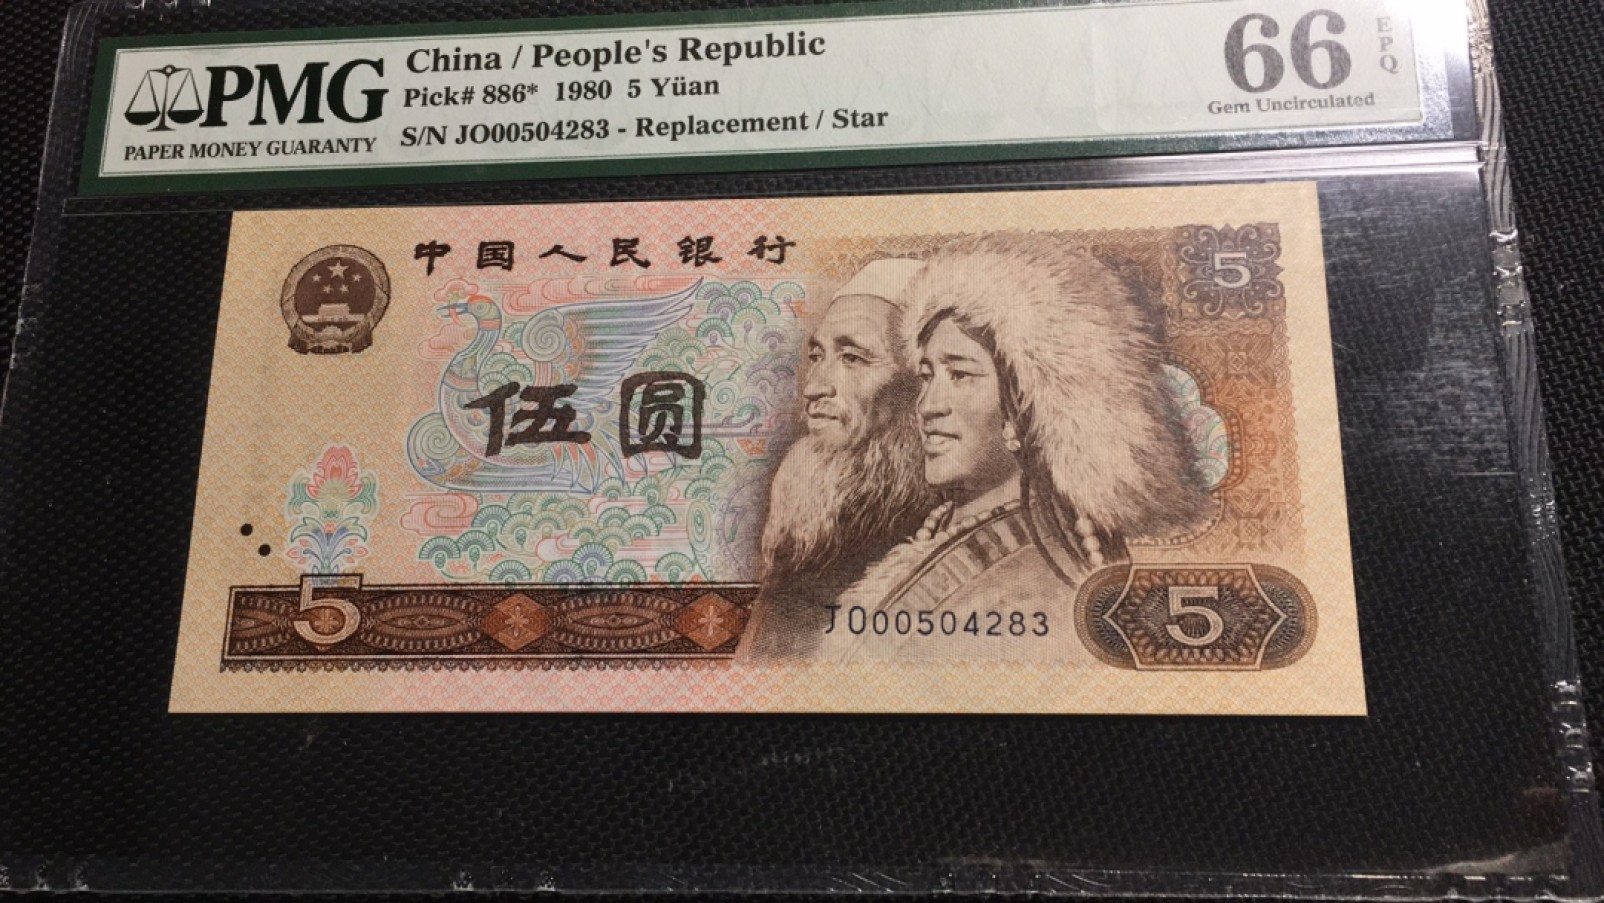 PMG
PAPER MONEY GUARANTY
China / People's Republic
Pick# 886* 1980 5 Yüan
S/N JO00504283 - Replacement / Star
66
EPQ
Gem Uncirculated
中国人民银行
5
伍圆
5
JO00504283
5